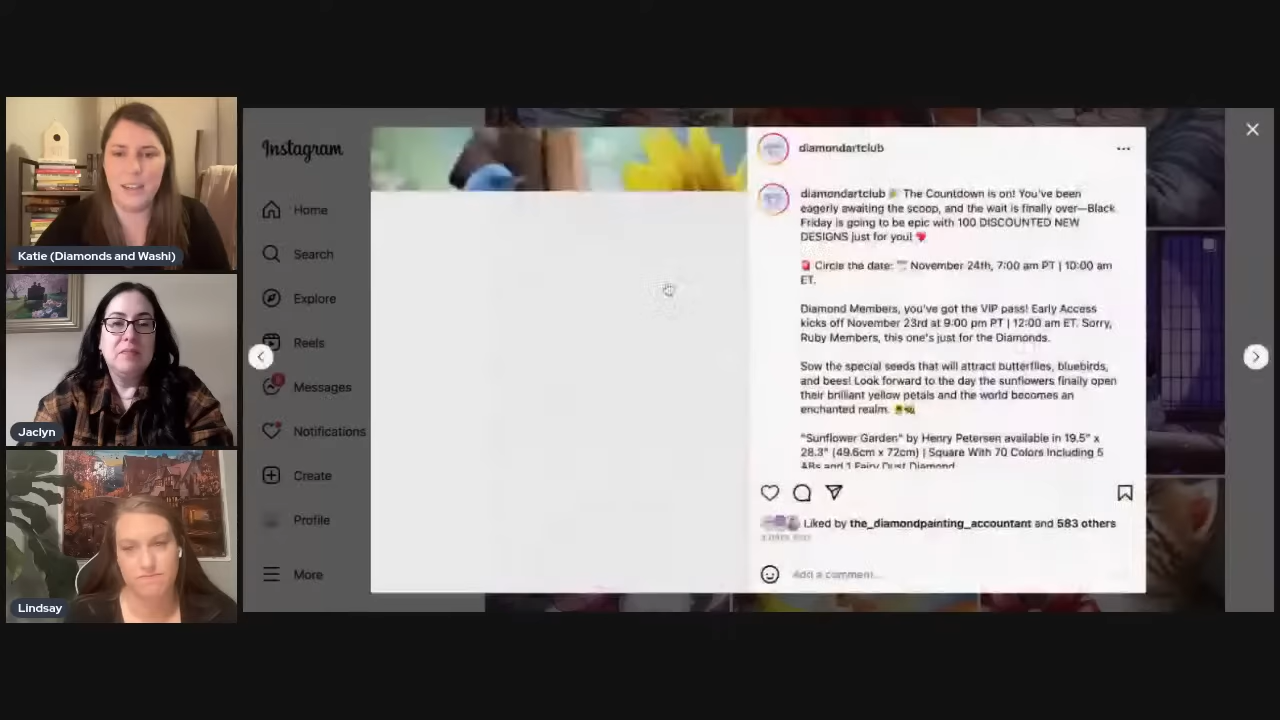 Katie (Diamonds and Washi)
Jaclyn
Lindsay
Instagram
Home
Search
Explore
Reels
Messages
Notifications
Create
Profile
More
diamondartclub
diamondartclub The Countdown is on! You've been
eagerly awaiting the scoop, and the wait is finally over—Black
Friday is going to be epic with 100 DISCOUNTED NEW
DESIGNS just for you!
Circle the date: November 24th, 7:00 am PT | 10:00 am
ET.
Diamond Members, you've got the VIP pass! Early Access
kicks off November 23rd at 9:00 pm PT | 12:00 am ET. Sorry,
Ruby Members, this one's just for the Diamonds.
Sow the special seeds that will attract butterflies, bluebirds,
and bees! Look forward to the day the sunflowers finally open
their brilliant yellow petals and the world becomes an
enchanted realm.
"Sunflower Garden" by Henry Petersen available in 19.5" x
28.3" (49.6cm x 72cm) | Square With 70 Colors Including 5
ABs and 1 Fairy Dust Diamond
Liked by the_diamondpainting_accountant and 583 others
Add a comment...